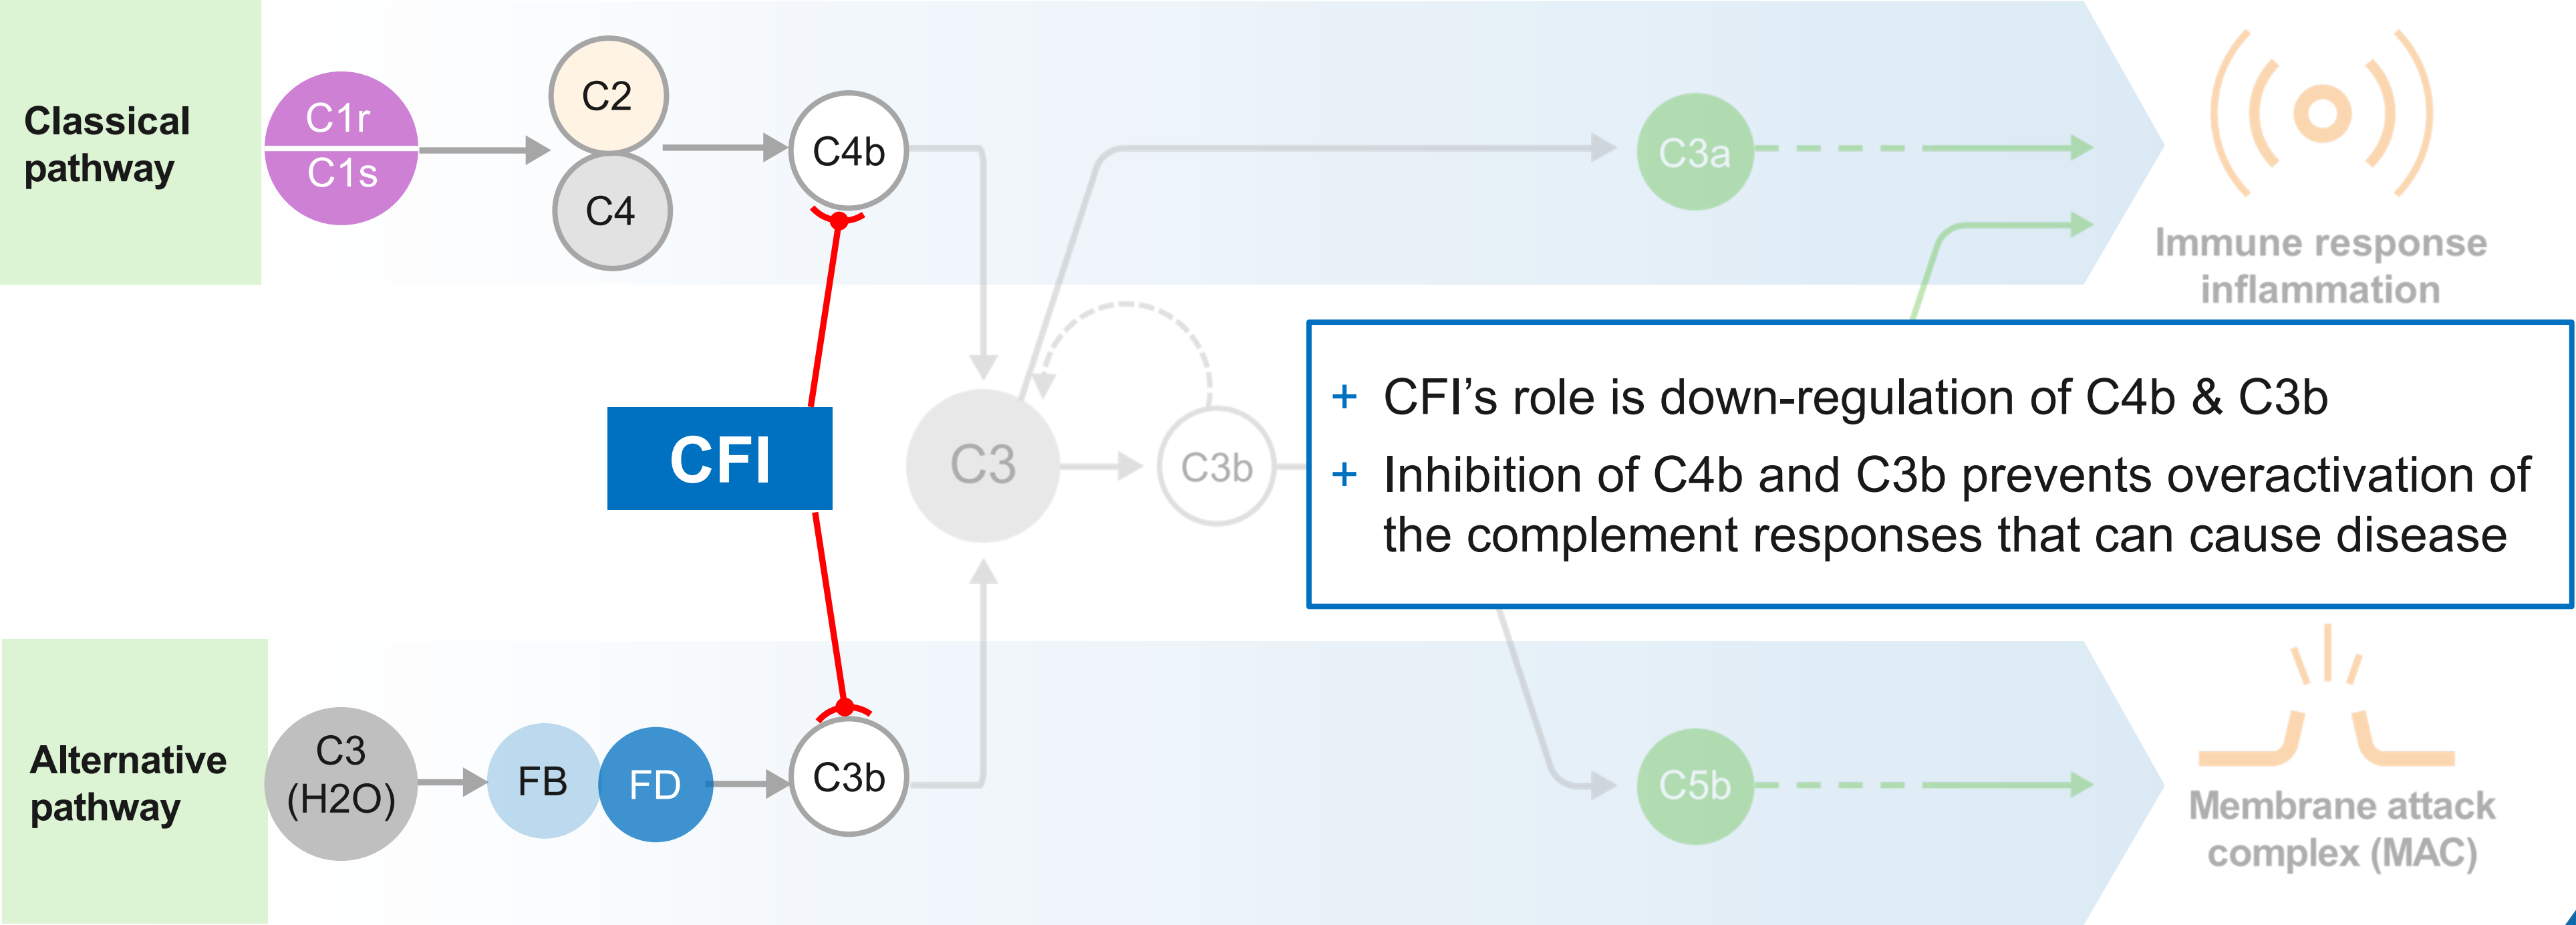 Classical
pathway
C1r
C1s
C2
C4
C4b
C3a
Immune response
inflammation
CFI
C3
C3b
+ CFI’s role is down-regulation of C4b & C3b
+ Inhibition of C4b and C3b prevents overactivation of
the complement responses that can cause disease
Alternative
pathway
C3
(H2O)
FB
FD
C3b
C5b
Membrane attack
complex (MAC)